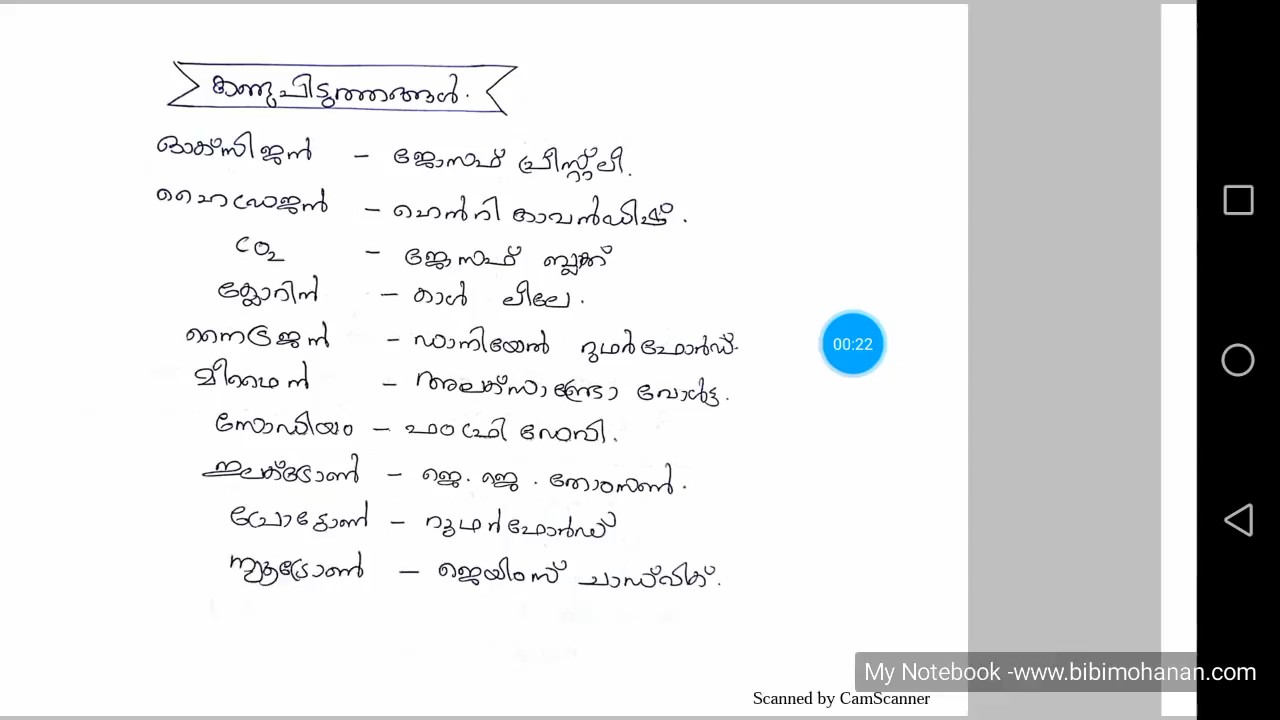 കണ്ടുപിടുത്തങ്ങൾ.
ഓക്സിജൻ – ജോസഫ് പ്രീസ്റ്റ്ലി.
ഹൈഡ്രജൻ – ഹെൻറി കാവൻഡിഷ്.
CO₂ – ജോസഫ് ബ്ലാക്ക്
ക്ലോറിൻ – കാൾ ഷീലേ.
നൈട്രജൻ – ഡാനിയേൽ റുഥർഫോർഡ്.
മീഥൈൻ – അലക്സാണ്ട്രോ വോൾട്ട.
സോഡിയം – ഹംഫ്രി ഡേവി.
ഇലക്ട്രോൺ – ജെ. ജെ. തോംസൺ.
പ്രോട്ടോൺ – റൂഥർഫോർഡ്
ന്യൂട്രോൺ – ജെയിംസ് ചാഡ്വിക്.
00:22
My Notebook -www.bibimohanan.com
Scanned by CamScanner